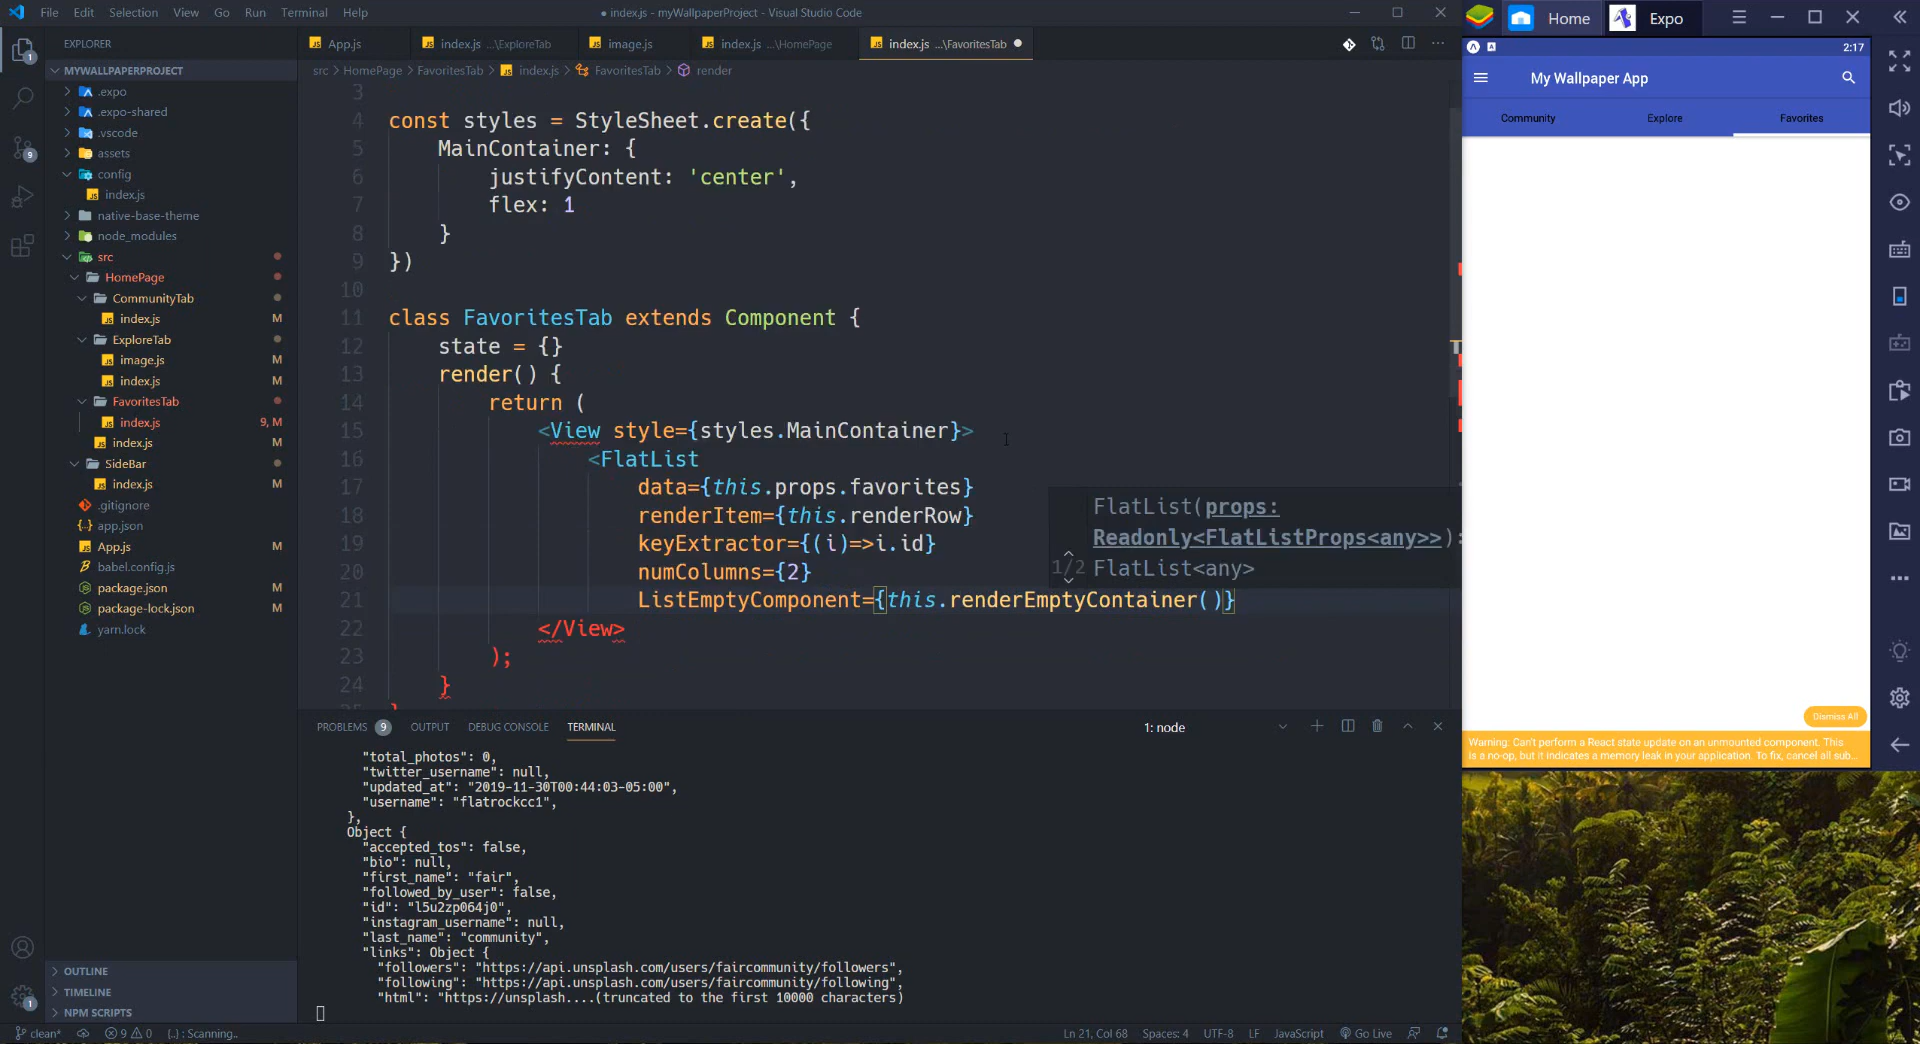 File Edit Selection View Go Run Terminal Help
● index.js - myWallpaperProject - Visual Studio Code
EXPLORER
MYWALLPAPERPROJECT
.expo
.expo-shared
.vscode
assets
config
index.js
native-base-theme
node_modules
src
HomePage
CommunityTab
index.js M
ExploreTab
image.js M
index.js M
FavoritesTab
index.js 9, M
index.js M
SideBar
index.js M
.gitignore
app.json
App.js M
babel.config.js
package.json M
package-lock.json M
yarn.lock
OUTLINE
TIMELINE
NPM SCRIPTS
App.js
index.js ...\ExploreTab
image.js
index.js ...\HomePage
index.js ...\FavoritesTab
src > HomePage > FavoritesTab > index.js > FavoritesTab > render
3
4 const styles = StyleSheet.create({
5 MainContainer: {
6 justifyContent: 'center',
7 flex: 1
8 }
9 })
10
11 class FavoritesTab extends Component {
12 state = {}
13 render() {
14 return (
15 <View style={styles.MainContainer}>
16 <FlatList
17 data={this.props.favorites}
18 renderItem={this.renderRow}
19 keyExtractor={(i)=>i.id}
20 numColumns={2}
21 ListEmptyComponent={this.renderEmptyContainer()}
22 </View>
23 );
24 }
FlatList(props:
Readonly<FlatListProps<any>>):
1/2 FlatList<any>
PROBLEMS 9 OUTPUT DEBUG CONSOLE TERMINAL
1: node
"total_photos": 0,
"twitter_username": null,
"updated_at": "2019-11-30T00:44:03-05:00",
"username": "flatrockcc1",
},
Object {
"accepted_tos": false,
"bio": null,
"first_name": "fair",
"followed_by_user": false,
"id": "l5u2zp064j0",
"instagram_username": null,
"last_name": "community",
"links": Object {
"followers": "https://api.unsplash.com/users/faircommunity/followers",
"following": "https://api.unsplash.com/users/faircommunity/following",
"html": "https://unsplash....(truncated to the first 10000 characters)
clean* 9 0 {..} : Scanning..
Ln 21, Col 68 Spaces: 4 UTF-8 LF JavaScript Go Live
Home Expo
2:17
My Wallpaper App
Community Explore Favorites
Dismiss All
Warning: Can't perform a React state update on an unmounted component. This
is a no-op, but it indicates a memory leak in your application. To fix, cancel all sub...
1
9
1